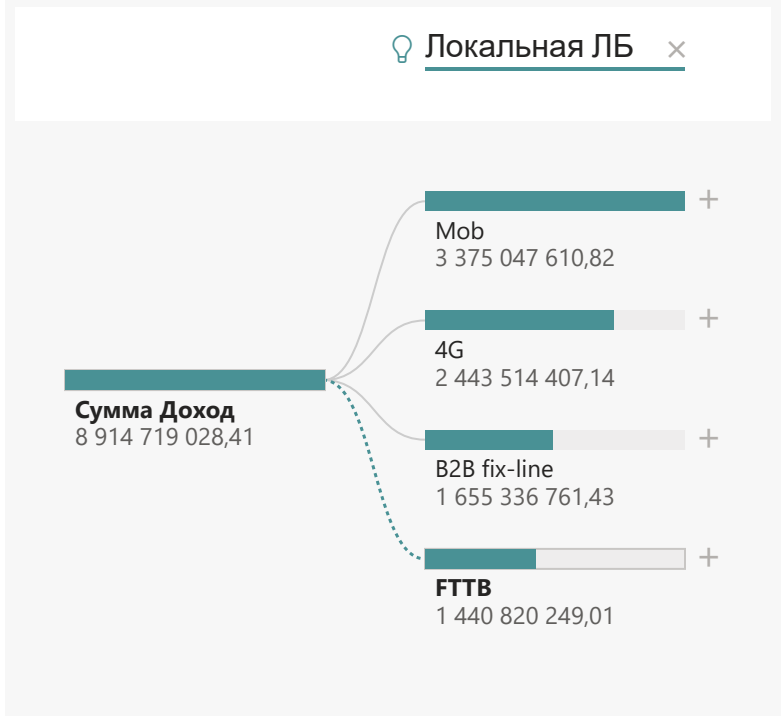 Локальная ЛБ
Mob
3 375 047 610,82
4G
2 443 514 407,14
Сумма Доход
8 914 719 028,41
B2B fix-line
1 655 336 761,43
FTTB
1 440 820 249,01